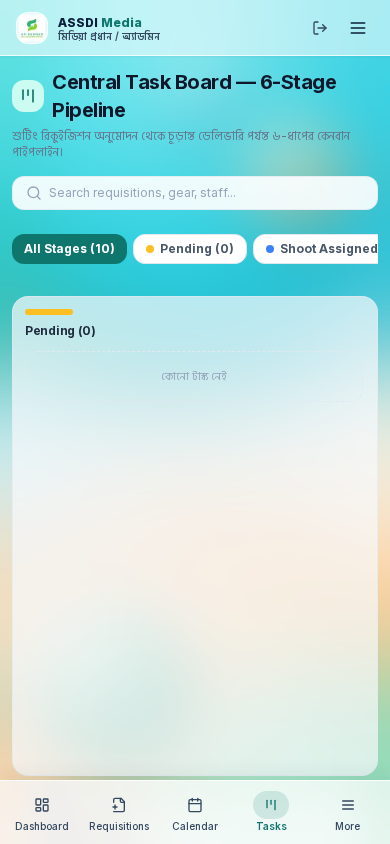 ASSDI Media
মিডিয়া প্রধান / অ্যাডমিন
Central Task Board — 6-Stage
Pipeline
শুটিং রিকুইজিশন অনুমোদন থেকে চূড়ান্ত ডেলিভারি পর্যন্ত ৬-ধাপের কেনবান
পাইপলাইন।
Search requisitions, gear, staff...
All Stages (10)
Pending (0)
Shoot Assigned
Pending (0)
কোনো টাস্ক নেই
Dashboard
Requisitions
Calendar
Tasks
More